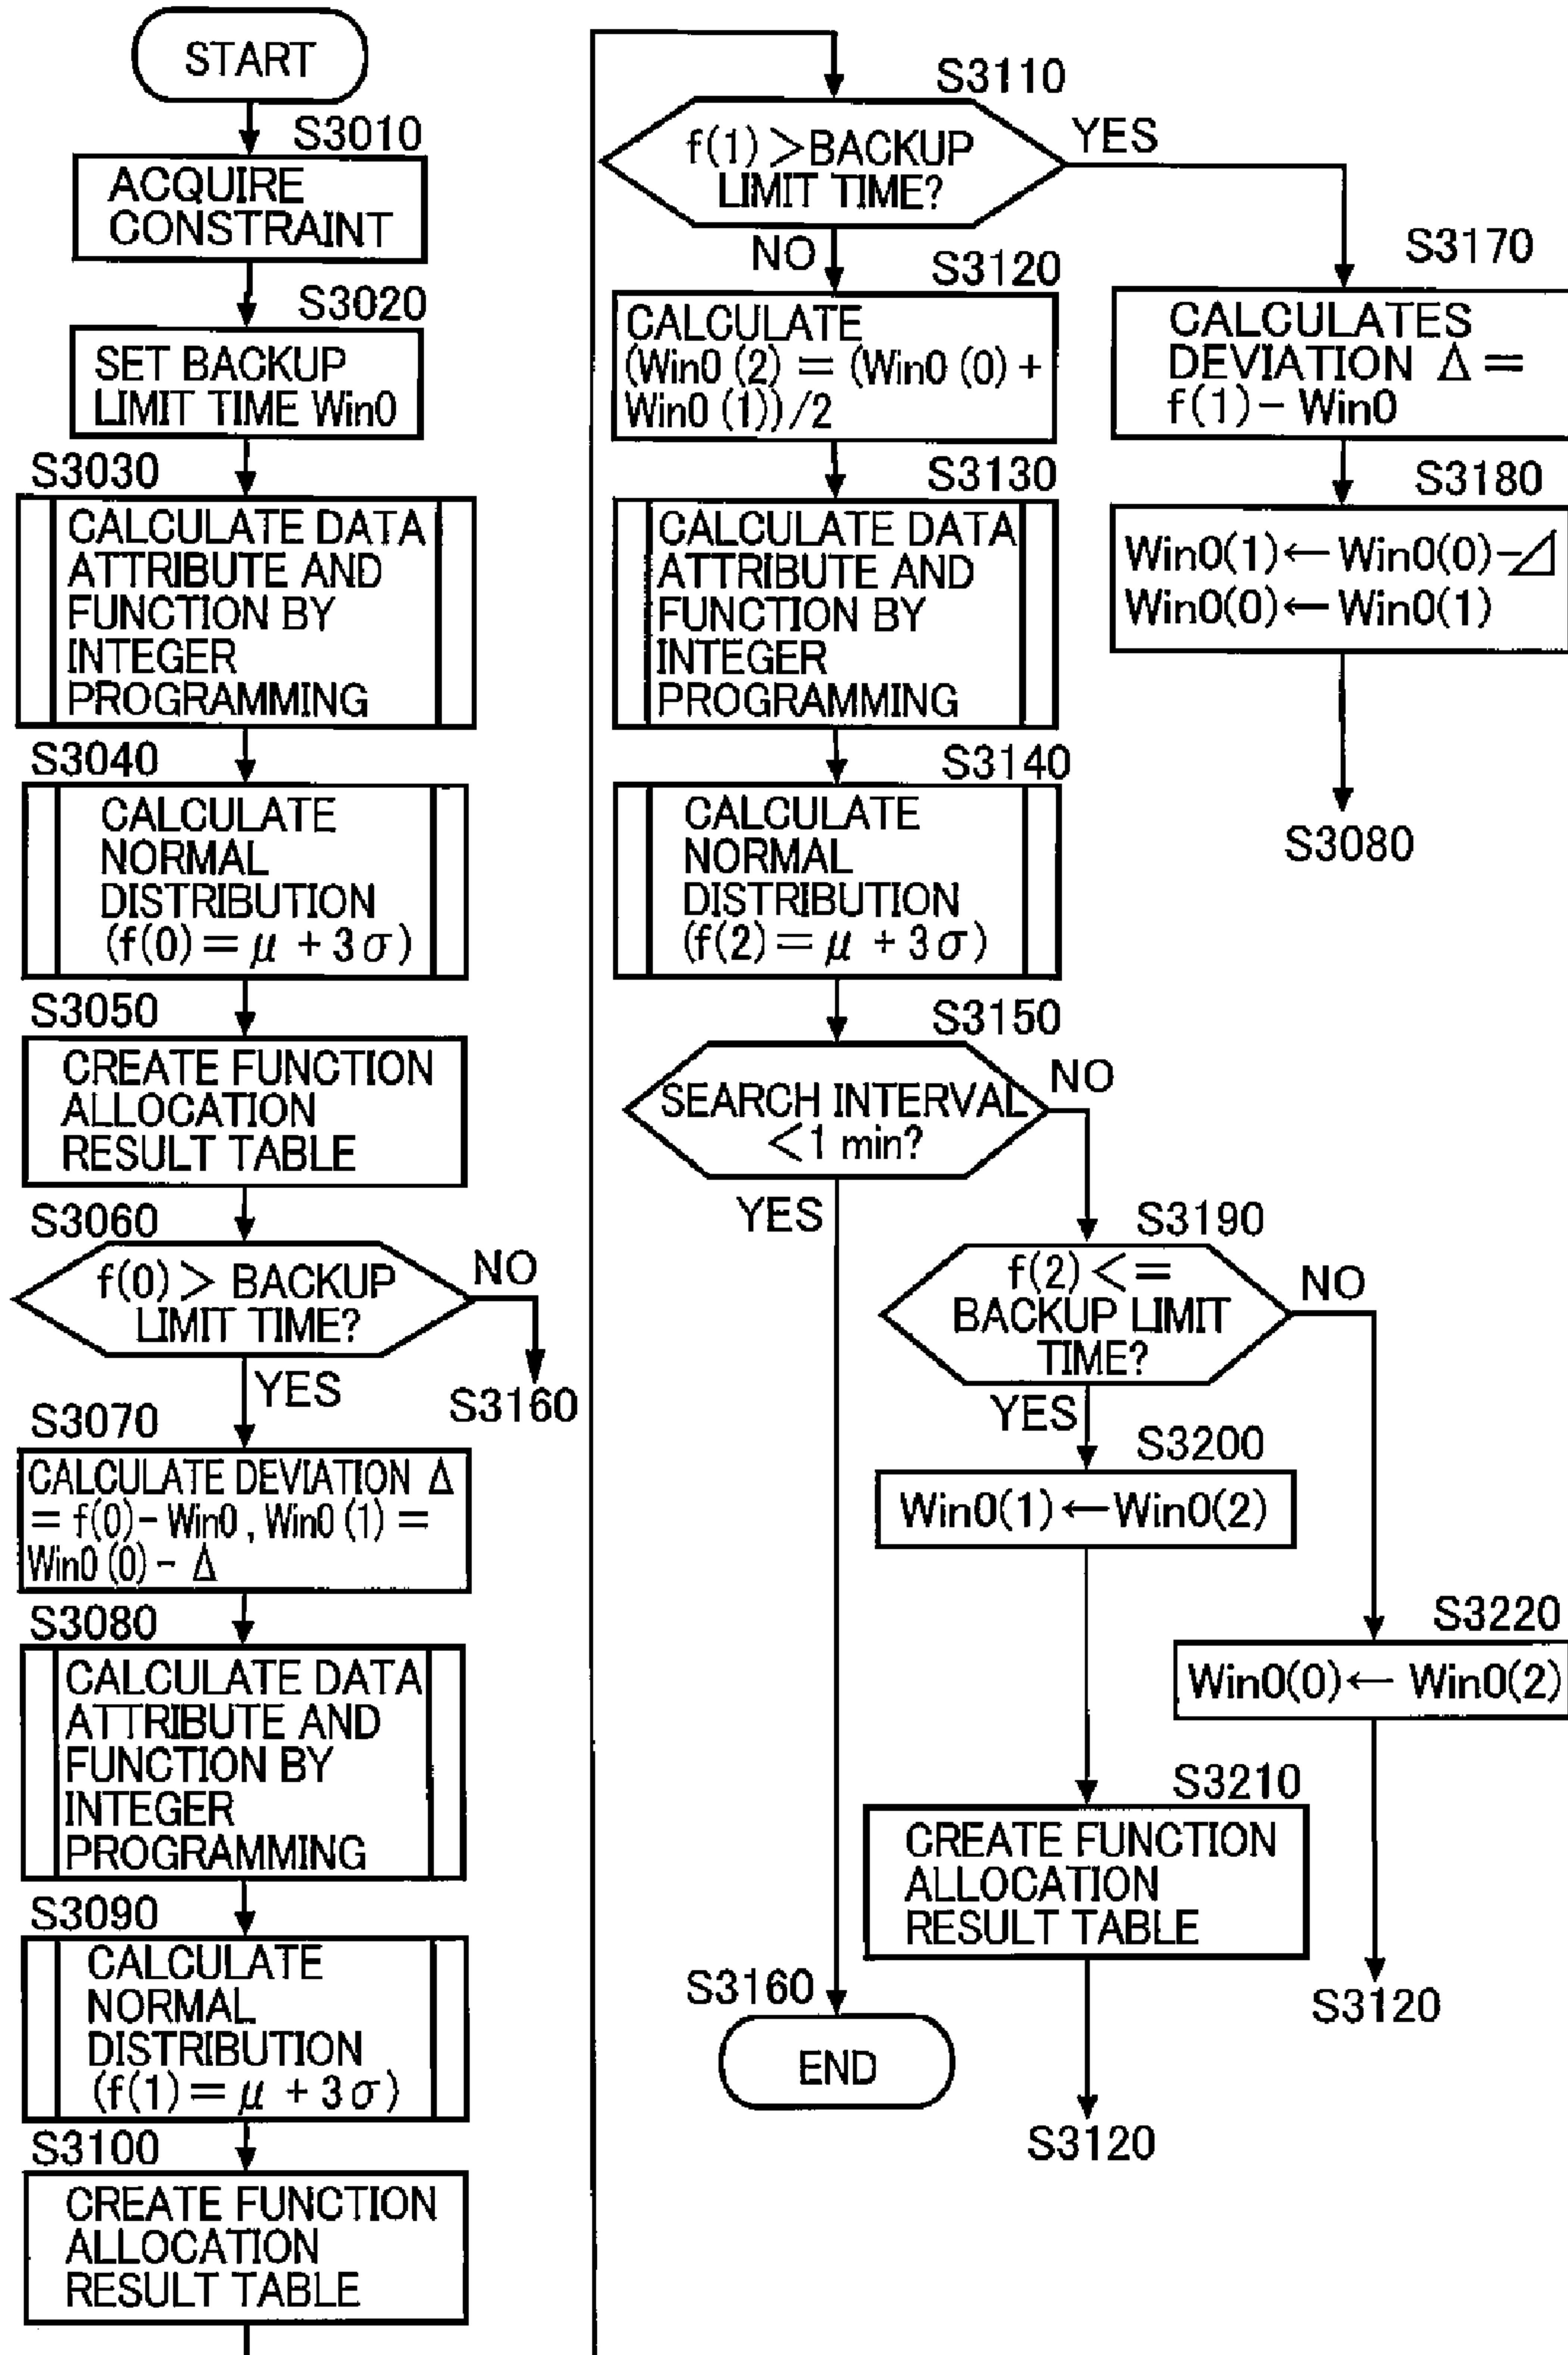 START
S3010
ACQUIRE
CONSTRAINT
S3020
SET BACKUP
LIMIT TIME Win0
S3030
CALCULATE DATA
ATTRIBUTE AND
FUNCTION BY
INTEGER
PROGRAMMING
S3040
CALCULATE
NORMAL
DISTRIBUTION
(f(0) = μ + 3σ)
S3050
CREATE FUNCTION
ALLOCATION
RESULT TABLE
S3060
f(0) > BACKUP
LIMIT TIME?
NO
S3160
YES
S3070
CALCULATE DEVIATION Δ
= f(0) - Win0 , Win0 (1) =
Win0 (0) - Δ
S3080
CALCULATE DATA
ATTRIBUTE AND
FUNCTION BY
INTEGER
PROGRAMMING
S3090
CALCULATE
NORMAL
DISTRIBUTION
(f(1) = μ + 3σ)
S3100
CREATE FUNCTION
ALLOCATION
RESULT TABLE
S3110
f(1) > BACKUP
LIMIT TIME?
YES
NO
S3120
CALCULATE
(Win0 (2) = (Win0 (0) +
Win0 (1)) /2
S3130
CALCULATE DATA
ATTRIBUTE AND
FUNCTION BY
INTEGER
PROGRAMMING
S3140
CALCULATE
NORMAL
DISTRIBUTION
(f(2) = μ + 3σ)
S3150
SEARCH INTERVAL
< 1 min?
NO
YES
S3160
END
S3170
CALCULATES
DEVIATION Δ =
f(1) - Win0
S3180
Win0(1) ← Win0(0) - ⊿
Win0(0) ← Win0(1)
S3080
S3190
f(2) < =
BACKUP LIMIT
TIME?
NO
YES
S3200
Win0(1) ← Win0(2)
S3210
CREATE FUNCTION
ALLOCATION
RESULT TABLE
S3120
S3220
Win0(0) ← Win0(2)
S3120